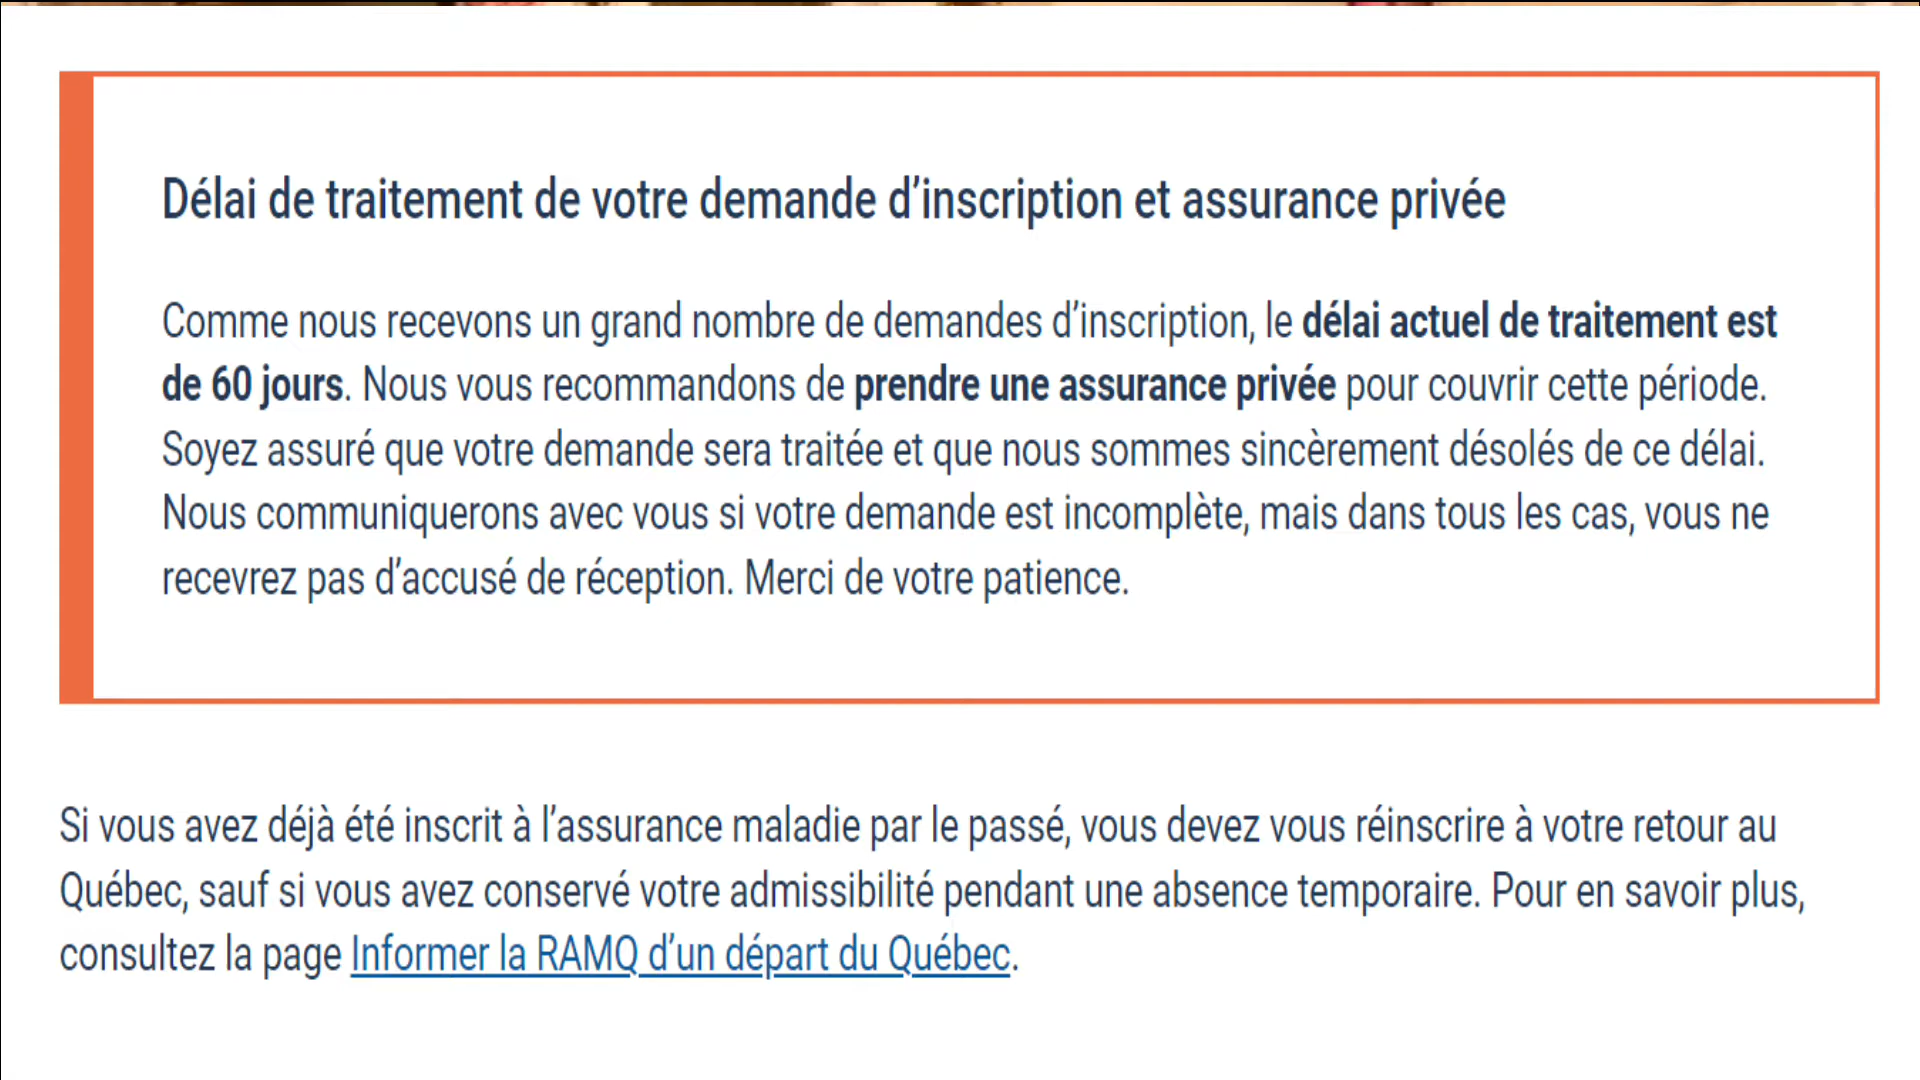 Délai de traitement de votre demande d’inscription et assurance privée
Comme nous recevons un grand nombre de demandes d’inscription, le délai actuel de traitement est
de 60 jours. Nous vous recommandons de prendre une assurance privée pour couvrir cette période.
Soyez assuré que votre demande sera traitée et que nous sommes sincèrement désolés de ce délai.
Nous communiquerons avec vous si votre demande est incomplète, mais dans tous les cas, vous ne
recevrez pas d’accusé de réception. Merci de votre patience.
Si vous avez déjà été inscrit à l’assurance maladie par le passé, vous devez vous réinscrire à votre retour au
Québec, sauf si vous avez conservé votre admissibilité pendant une absence temporaire. Pour en savoir plus,
consultez la page Informer la RAMQ d’un départ du Québec.